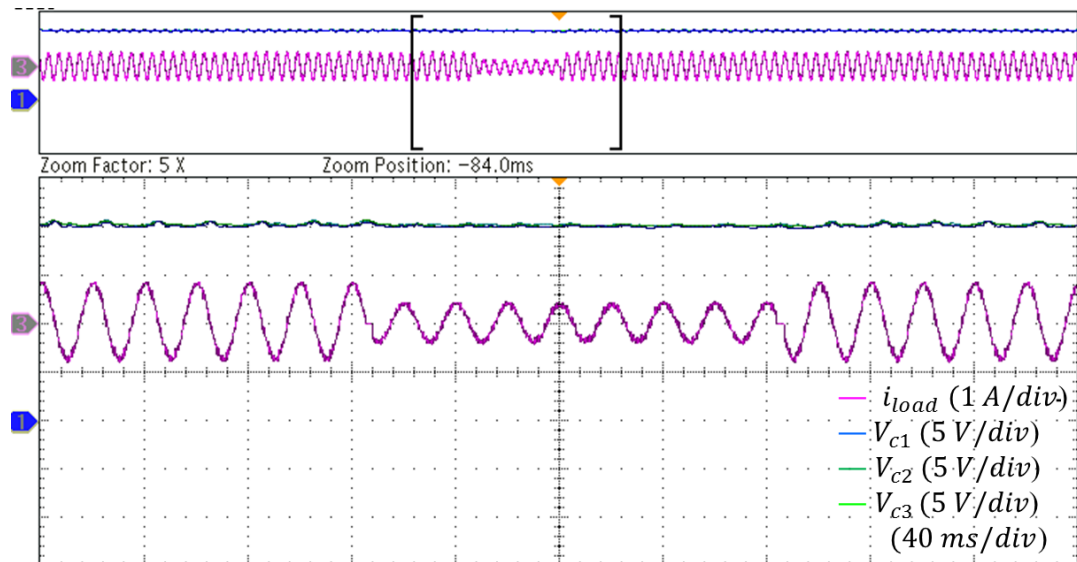 3
1
Zoom Factor: 5 X Zoom Position: -84.0ms
3
1
i_load (1 A/div)
V_c1 (5 V/div)
V_c2 (5 V/div)
V_c3 (5 V/div)
(40 ms/div)